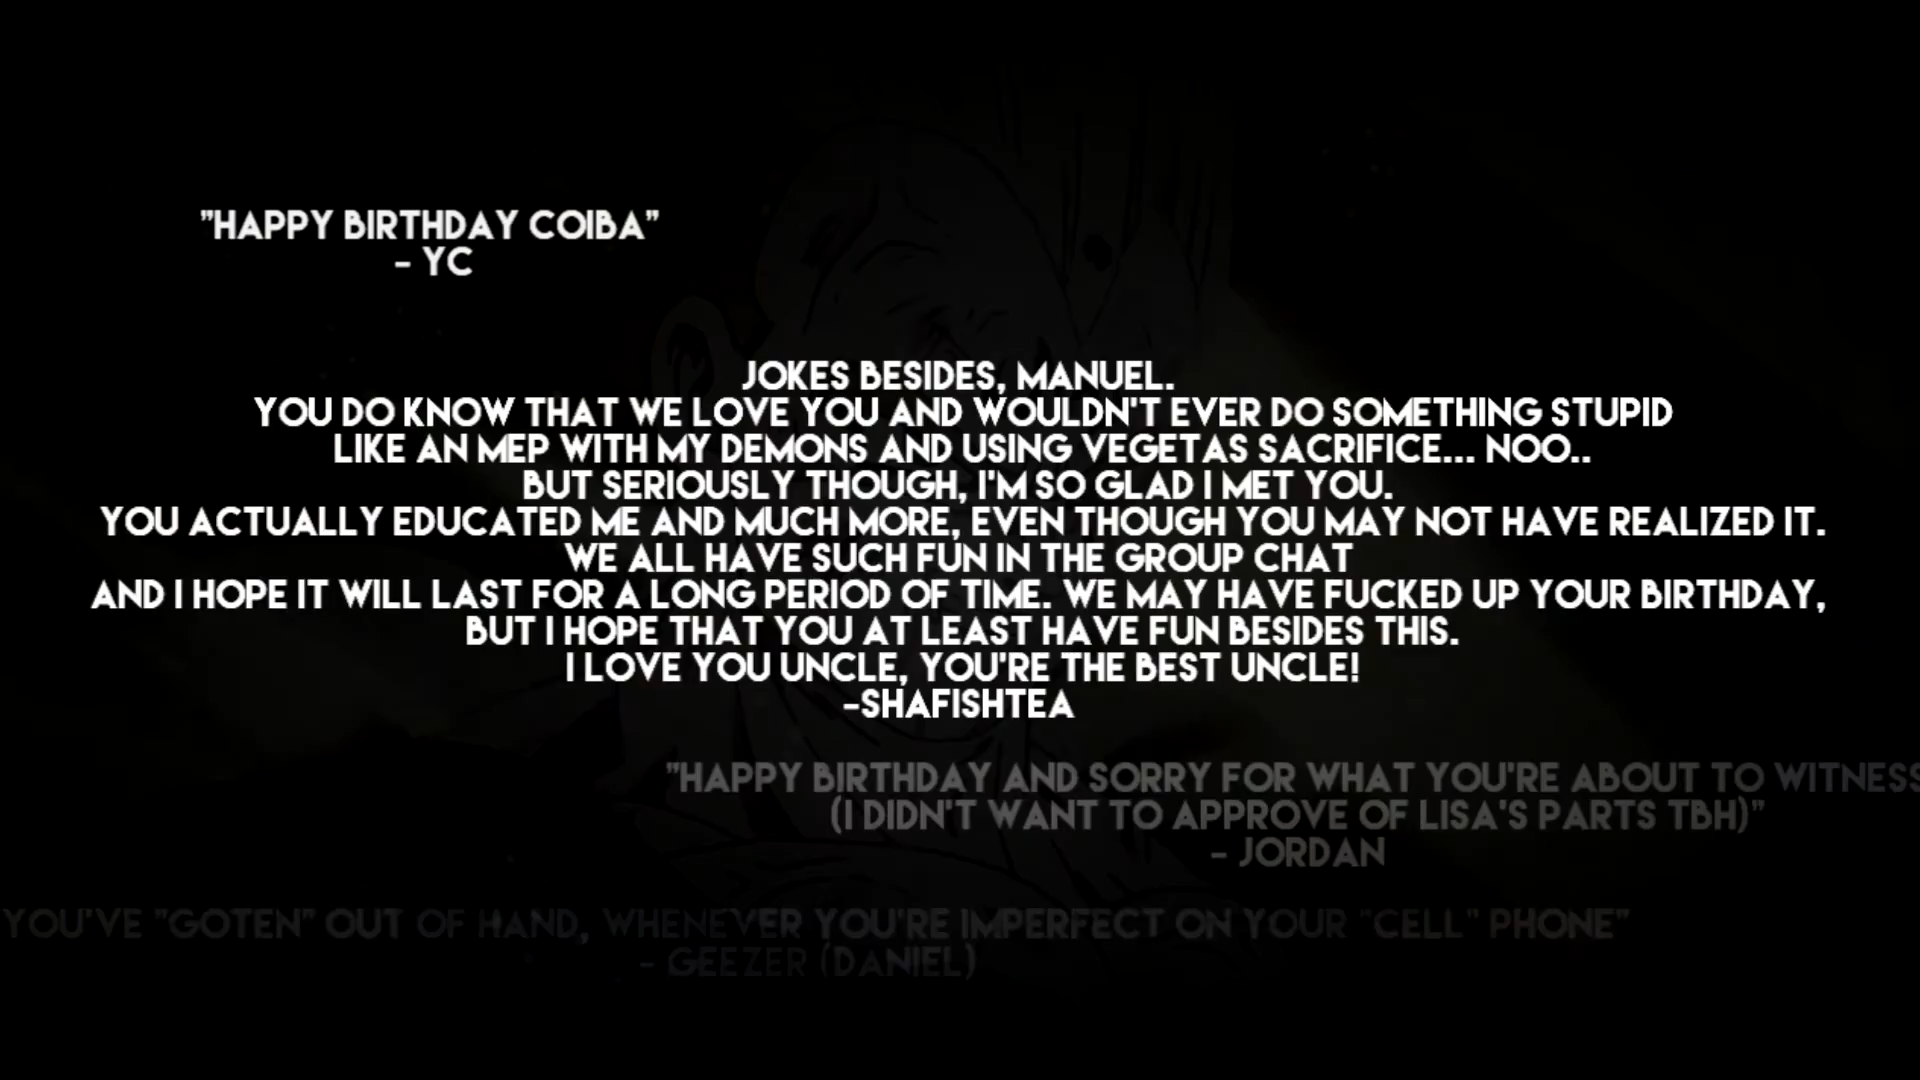 "HAPPY BIRTHDAY COIBA"
- YC
JOKES BESIDES, MANUEL.
YOU DO KNOW THAT WE LOVE YOU AND WOULDN'T EVER DO SOMETHING STUPID
LIKE AN MEP WITH MY DEMONS AND USING VEGETAS SACRIFICE... NOO..
BUT SERIOUSLY THOUGH, I'M SO GLAD I MET YOU.
YOU ACTUALLY EDUCATED ME AND MUCH MORE, EVEN THOUGH YOU MAY NOT HAVE REALIZED IT.
WE ALL HAVE SUCH FUN IN THE GROUP CHAT
AND I HOPE IT WILL LAST FOR A LONG PERIOD OF TIME. WE MAY HAVE FUCKED UP YOUR BIRTHDAY,
BUT I HOPE THAT YOU AT LEAST HAVE FUN BESIDES THIS.
I LOVE YOU UNCLE, YOU'RE THE BEST UNCLE!
-SHAFISHTEA
"HAPPY BIRTHDAY AND SORRY FOR WHAT YOU'RE ABOUT TO WITNESS
(I DIDN'T WANT TO APPROVE OF LISA'S PARTS TBH)"
- JORDAN
YOU'VE "GOTEN" OUT OF HAND, WHENEVER YOU'RE IMPERFECT ON YOUR "CELL" PHONE"
- GEEZER (DANIEL)